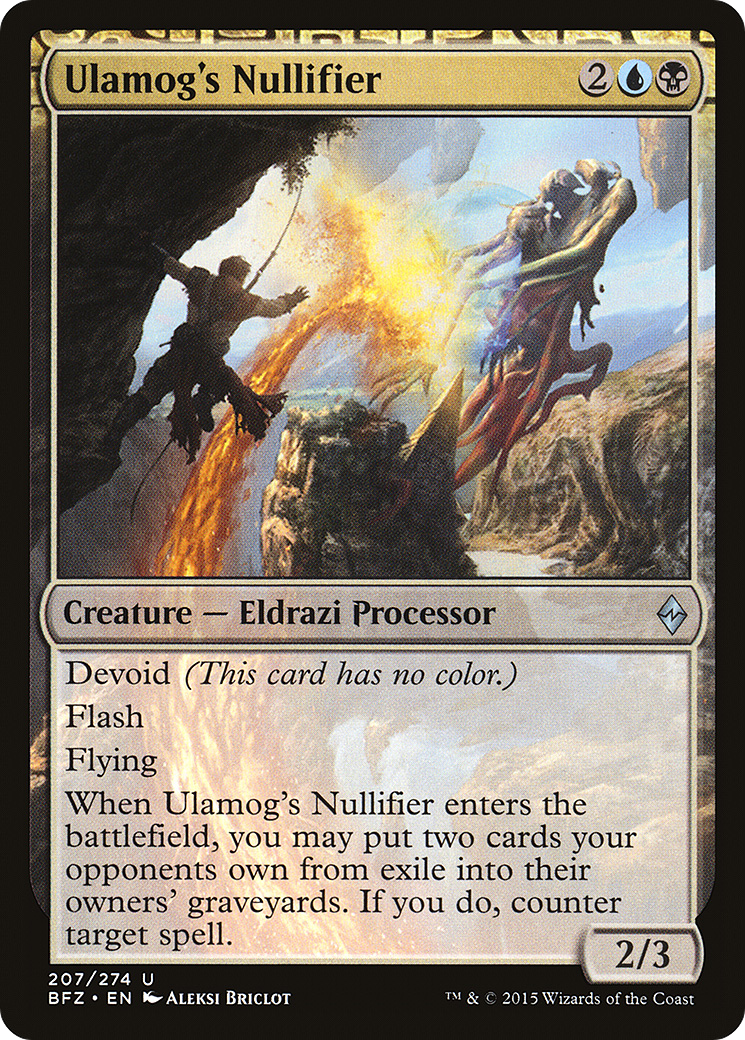 Ulamog's Nullifier 2
Creature — Eldrazi Processor
Devoid (This card has no color.)
Flash
Flying
When Ulamog's Nullifier enters the
battlefield, you may put two cards your
opponents own from exile into their
owners' graveyards. If you do, counter
target spell.
2/3
207/274 U
BFZ • EN Aleksi Briclot
™ & © 2015 Wizards of the Coast